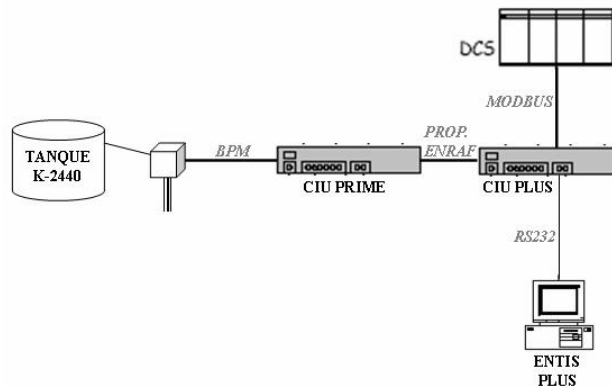 DCS
MODBUS
PROP.
ENRAF
BPM
TANQUE
K-2440
CIU PRIME
CIU PLUS
RS232
ENTIS
PLUS